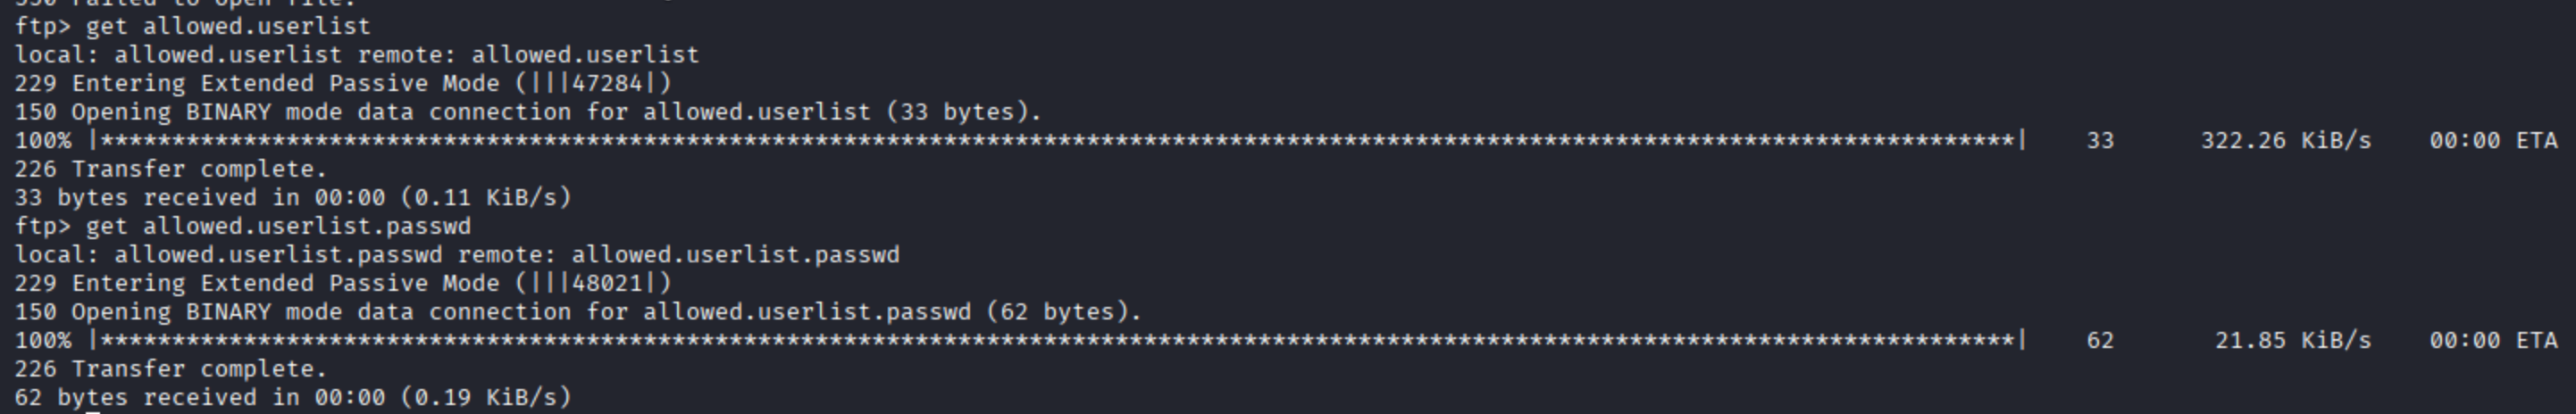 550 Failed to open file.
ftp> get allowed.userlist
local: allowed.userlist remote: allowed.userlist
229 Entering Extended Passive Mode (|||47284|)
150 Opening BINARY mode data connection for allowed.userlist (33 bytes).
100% |**************************************************************************************************************************************| 33 322.26 KiB/s 00:00 ETA
226 Transfer complete.
33 bytes received in 00:00 (0.11 KiB/s)
ftp> get allowed.userlist.passwd
local: allowed.userlist.passwd remote: allowed.userlist.passwd
229 Entering Extended Passive Mode (|||48021|)
150 Opening BINARY mode data connection for allowed.userlist.passwd (62 bytes).
100% |**************************************************************************************************************************************| 62 21.85 KiB/s 00:00 ETA
226 Transfer complete.
62 bytes received in 00:00 (0.19 KiB/s)